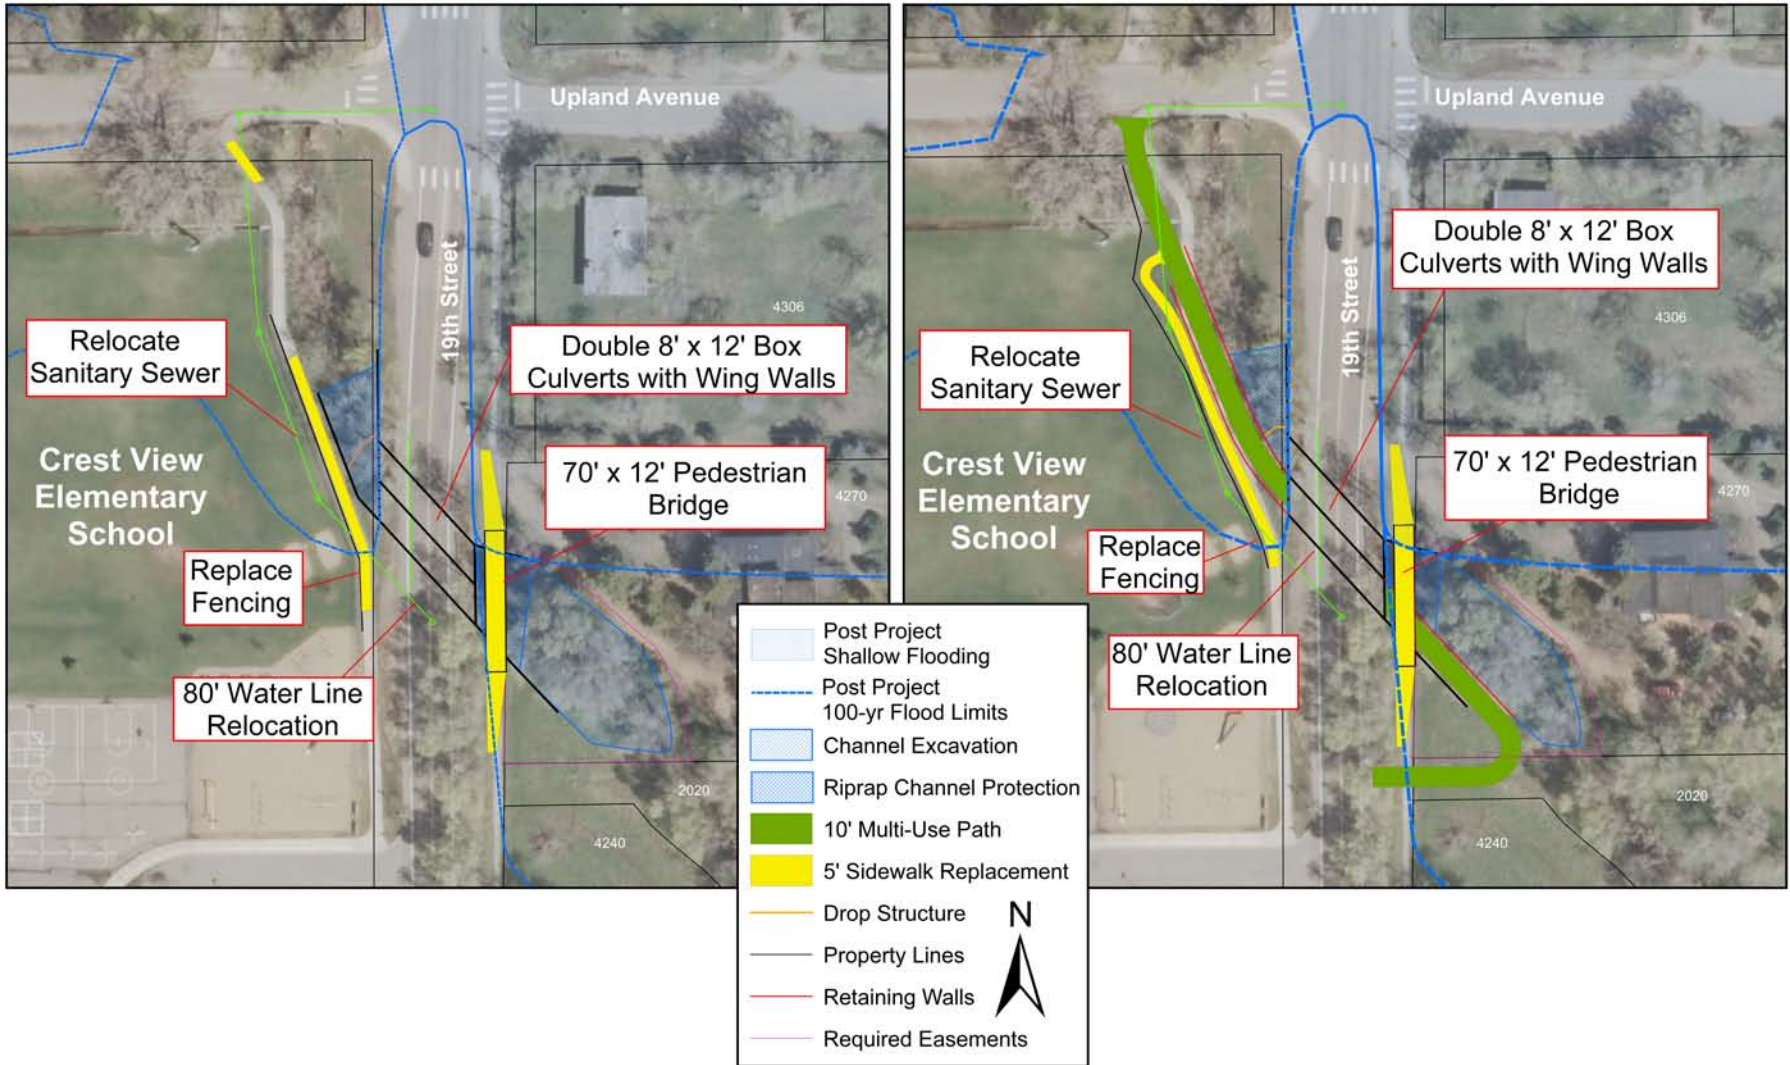 Upland Avenue
19th Street
4306
Relocate
Sanitary Sewer
Double 8' x 12' Box
Culverts with Wing Walls
Crest View
Elementary
School
70' x 12' Pedestrian
Bridge
4270
Replace
Fencing
80' Water Line
Relocation
2020
4240
Upland Avenue
Double 8' x 12' Box
Culverts with Wing Walls
19th Street
4306
Relocate
Sanitary Sewer
Crest View
Elementary
School
70' x 12' Pedestrian
Bridge
4270
Replace
Fencing
80' Water Line
Relocation
2020
4240
Post Project
Shallow Flooding
Post Project
100-yr Flood Limits
Channel Excavation
Riprap Channel Protection
10' Multi-Use Path
5' Sidewalk Replacement
Drop Structure
N
Property Lines
Retaining Walls
Required Easements